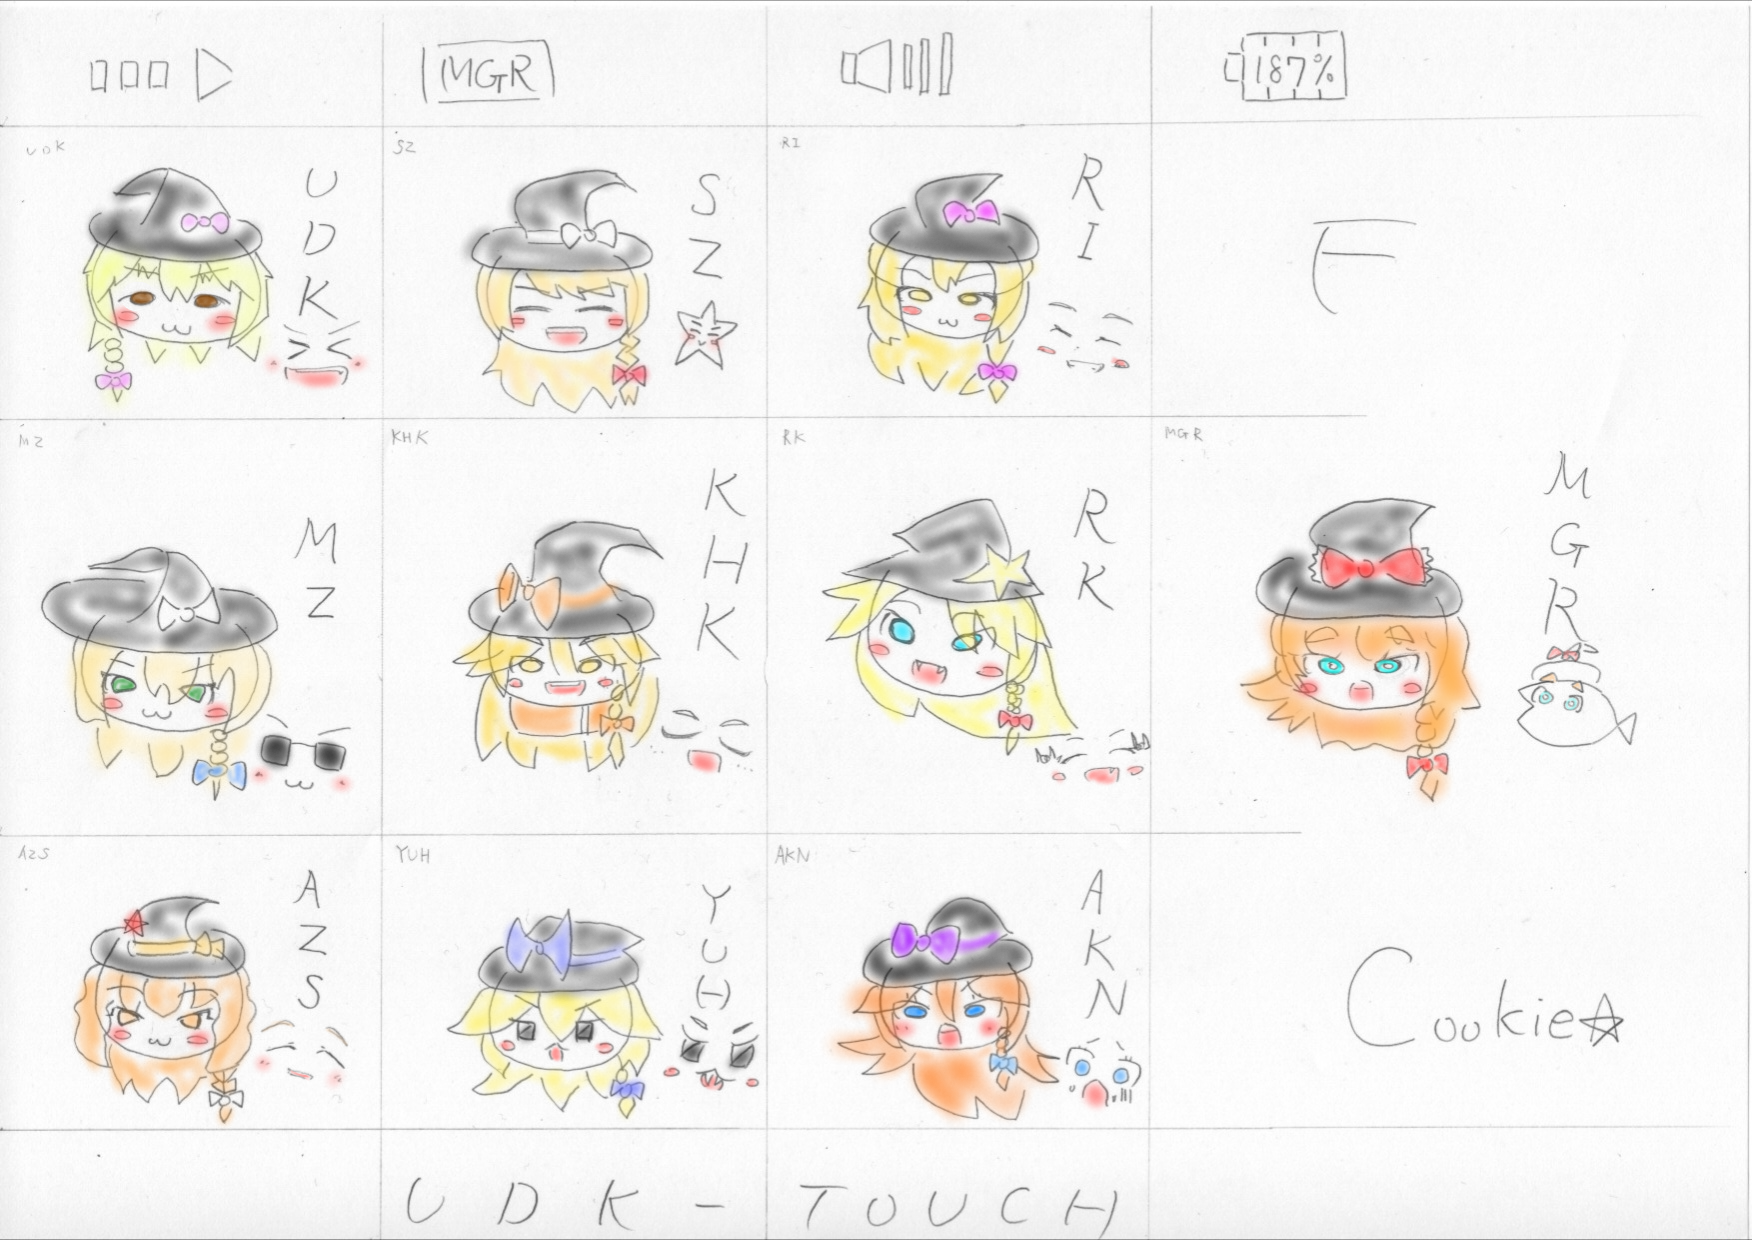 MGR
187%
UDK
UDK
SZ
SZ
RI
RI
F
MZ
MZ
KHK
KHK
RK
RK
MGR
MGR
AZS
AZS
YUH
YUH
AKN
AKN
Cookie☆
UDK-TOUCH